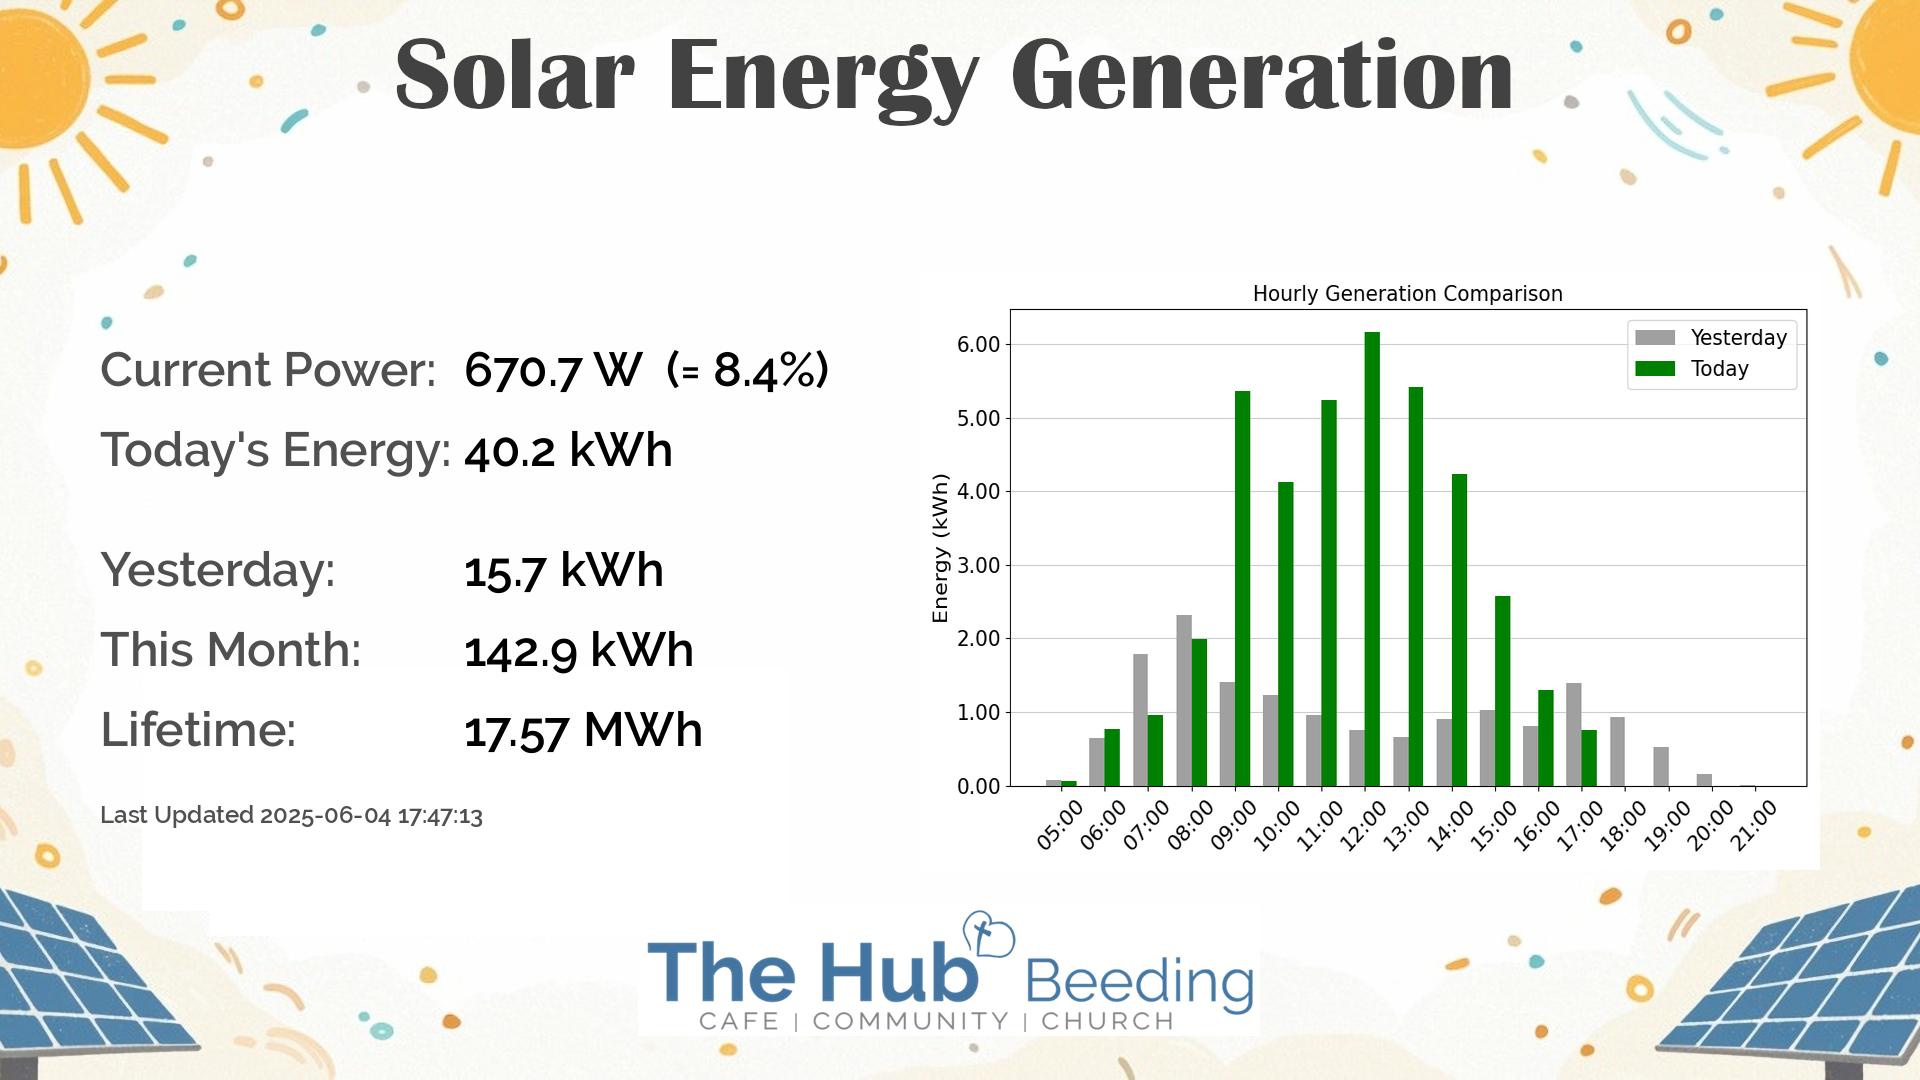 Solar Energy Generation
Current Power: 670.7 W (= 8.4%)
Today's Energy: 40.2 kWh
Yesterday: 15.7 kWh
This Month: 142.9 kWh
Lifetime: 17.57 MWh
Last Updated 2025-06-04 17:47:13
Hourly Generation Comparison
Yesterday
Today
Energy (kWh)
6.00
5.00
4.00
3.00
2.00
1.00
0.00
05:00 06:00 07:00 08:00 09:00 10:00 11:00 12:00 13:00 14:00 15:00 16:00 17:00 18:00 19:00 20:00 21:00
The Hub Beeding
CAFE | COMMUNITY | CHURCH